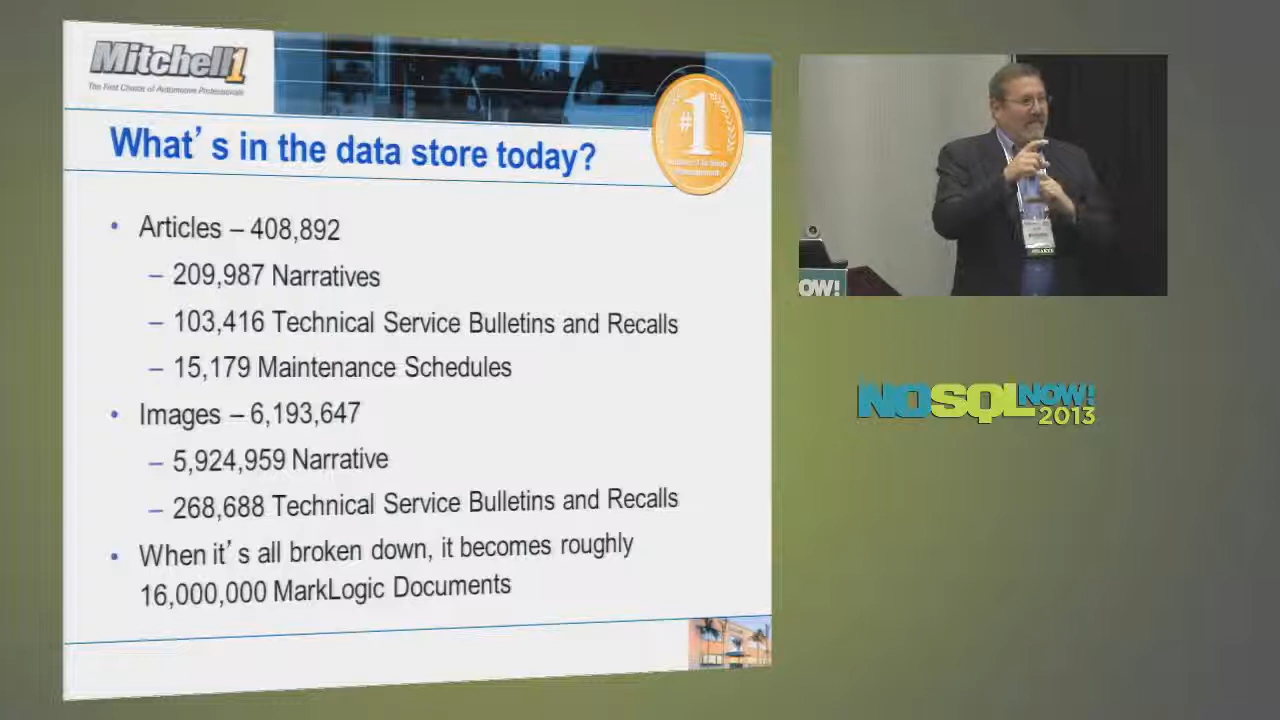 Mitchell1
The First Choice of Automotive Professionals
#1
What's in the data store today?
• Articles – 408,892
– 209,987 Narratives
– 103,416 Technical Service Bulletins and Recalls
– 15,179 Maintenance Schedules
• Images – 6,193,647
– 5,924,959 Narrative
– 268,688 Technical Service Bulletins and Recalls
• When it's all broken down, it becomes roughly
16,000,000 MarkLogic Documents
OW!
NOSQLNOW!
2013